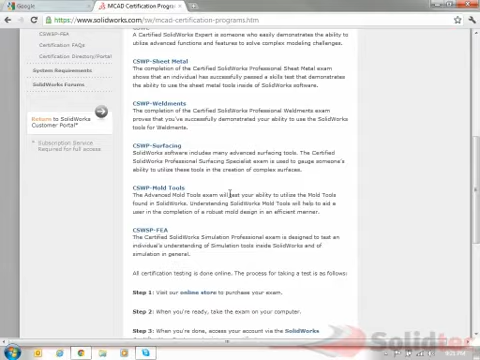 Google
MCAD Certification Progra
https://www.solidworks.com/sw/mcad-certification-programs.htm
CSWSP-FEA
Certification FAQs
Certification Directory/Portal
System Requirements
SolidWorks Forums
Return to SolidWorks
Customer Portal*
* Subscription Service
Required for full access
A Certified SolidWorks Expert is someone who easily demonstrates the ability to
utilize advanced functions and features to solve complex modeling challenges.
CSWP-Sheet Metal
The completion of the Certified SolidWorks Professional Sheet Metal exam
shows that an individual has successfully passed a skills test that demonstrates
the ability to use the sheet metal tools inside of SolidWorks software.
CSWP-Weldments
The completion of the Certified SolidWorks Professional Weldments exam
proves that you've successfully demonstrated your ability to use the SolidWorks
tools for Weldments.
CSWP-Surfacing
SolidWorks software includes many advanced surfacing tools. The Certified
SolidWorks Professional Surfacing Specialist exam is used to gauge someone's
ability to utilize these tools in the creation of complex surfaces.
CSWP-Mold Tools
The Advanced Mold Tools exam will test your ability to utilize the Mold Tools
found in SolidWorks. Understanding SolidWorks Mold Tools will help to aid a
user in the completion of a robust mold design in an efficient manner.
CSWSP-FEA
The Certified SolidWorks Simulation Professional exam is designed to test an
individual's understanding of Simulation tools inside SolidWorks and of
simulation in general.
All certification testing is done online. The process for taking a test is as follows:
Step 1: Visit our online store to purchase your exam.
Step 2: When you're ready, take the exam on your computer.
Step 3: When you're done, access your account via the SolidWorks
Solidtec